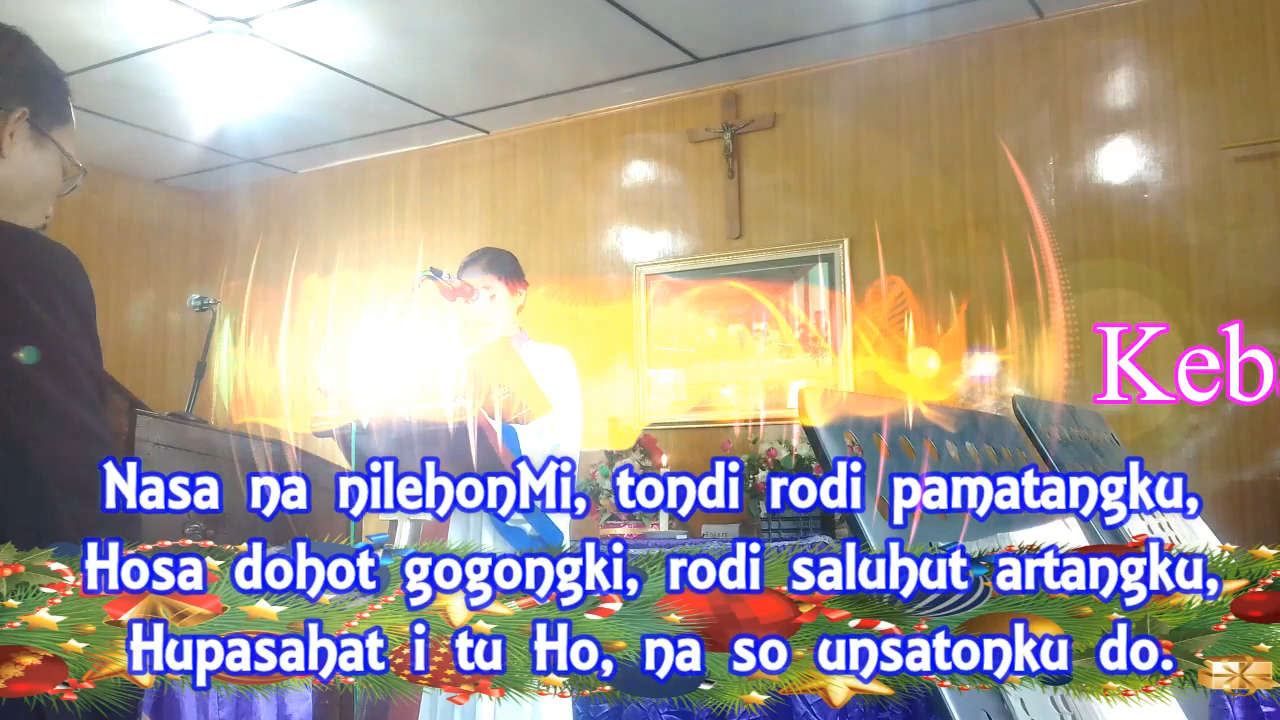 Keb
Nasa na nilehonMi, tondi rodi pamatangku,
Hosa dohot gogongki, rodi saluhut artangku,
Hupasahat i tu Ho, na so unsatonku do.